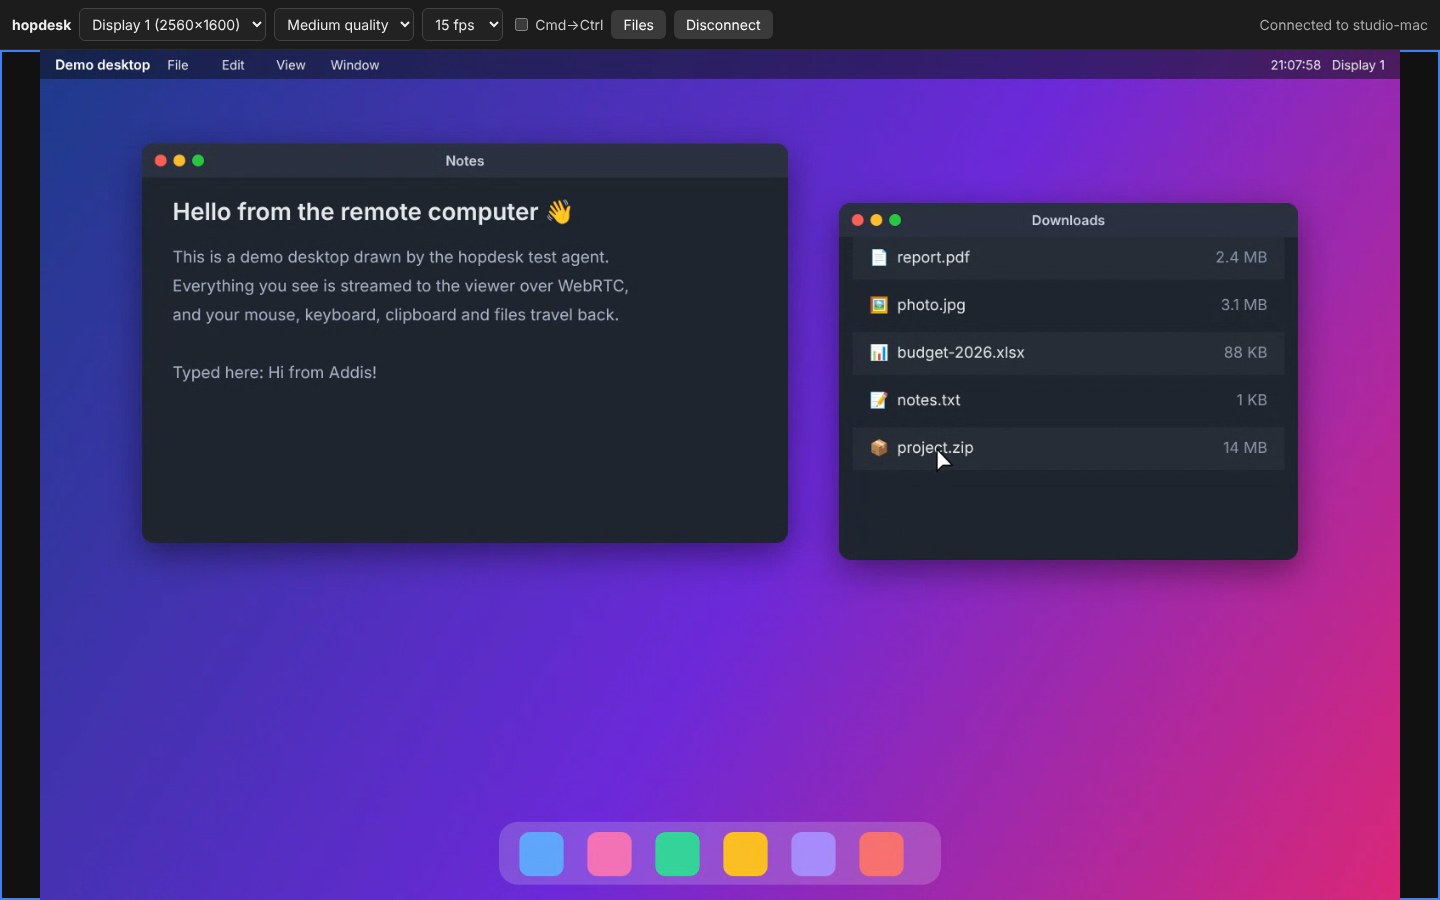 hopdesk Display 1 (2560×1600) Medium quality 15 fps Cmd→Ctrl Files Disconnect Connected to studio-mac
Demo desktop File Edit View Window 21:07:58 Display 1
Notes
Hello from the remote computer 👋
This is a demo desktop drawn by the hopdesk test agent.
Everything you see is streamed to the viewer over WebRTC,
and your mouse, keyboard, clipboard and files travel back.
Typed here: Hi from Addis!
Downloads
report.pdf 2.4 MB
photo.jpg 3.1 MB
budget-2026.xlsx 88 KB
notes.txt 1 KB
project.zip 14 MB